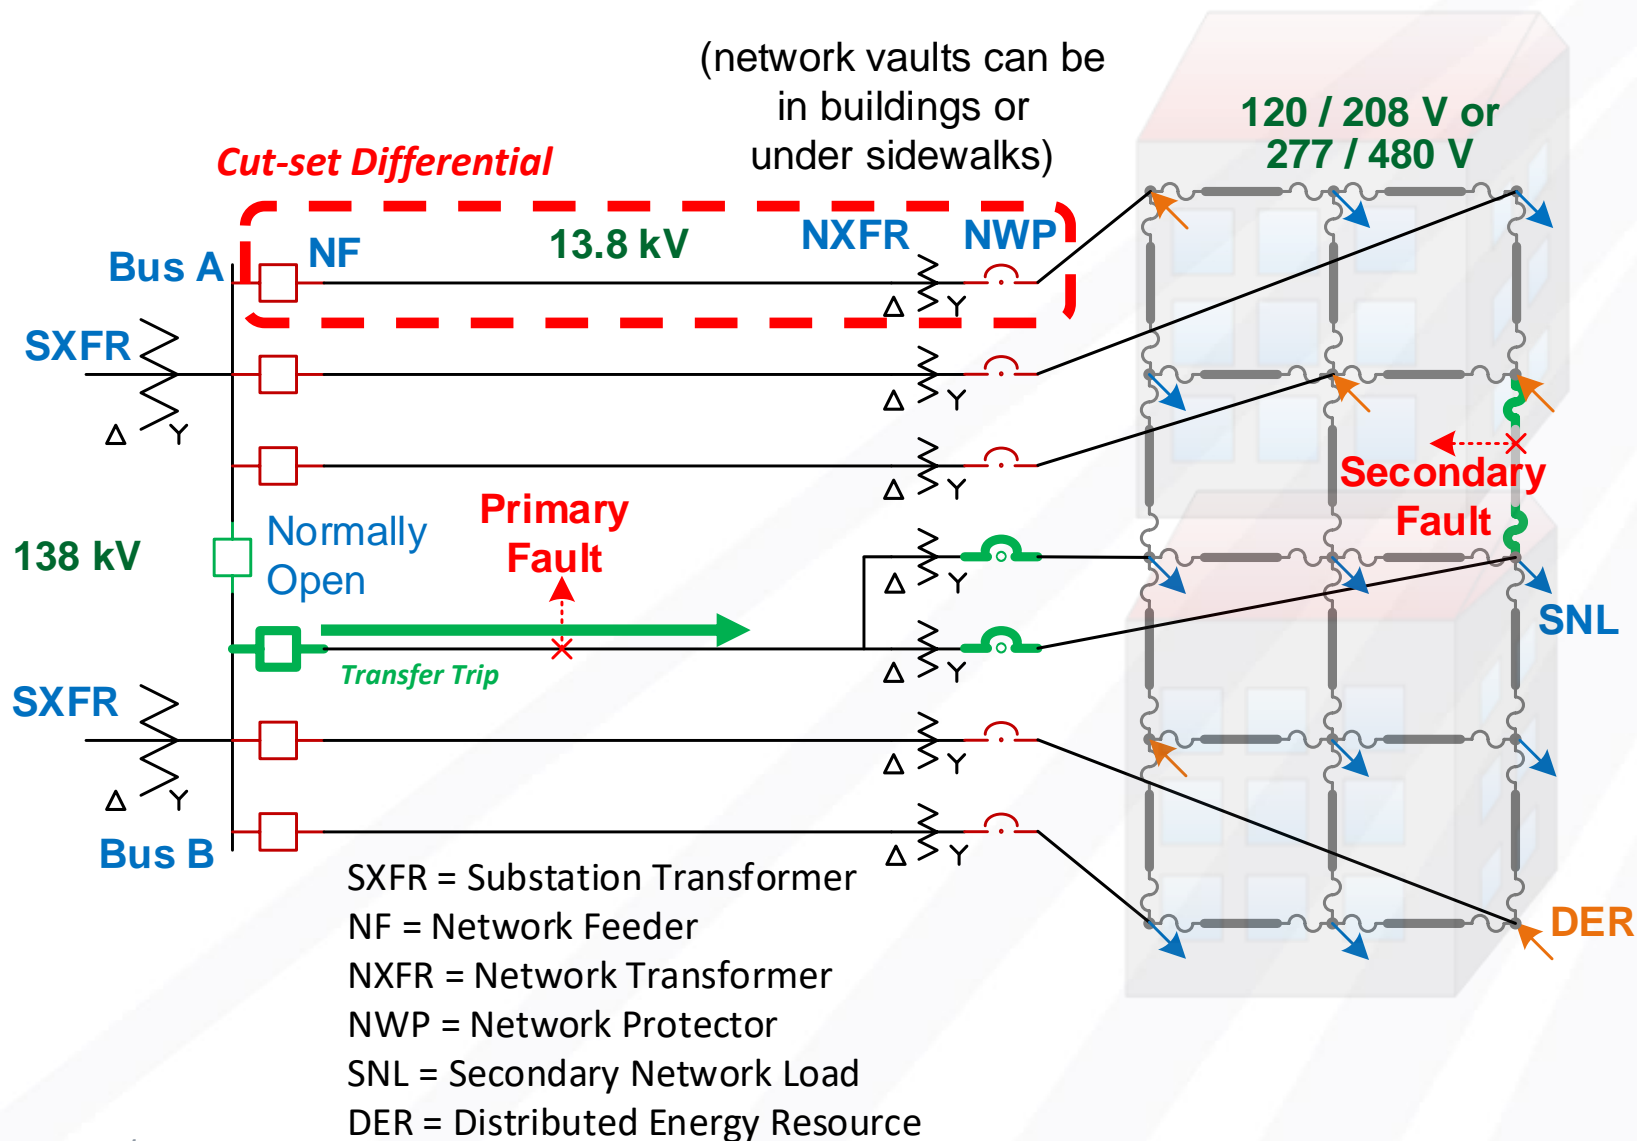 (network vaults can be
in buildings or
under sidewalks)
120 / 208 V or
277 / 480 V
Cut-set Differential
NF
13.8 kV
NXFR
NWP
Bus A
Δ
Y
SXFR
Δ
Y
Δ
Y
Δ
Y
Secondary
Fault
Primary
Fault
Normally
Open
138 kV
Δ
Y
SNL
Transfer Trip
Δ
Y
SXFR
Δ
Y
Δ
Y
Bus B
Δ
Y
DER
SXFR = Substation Transformer
NF = Network Feeder
NXFR = Network Transformer
NWP = Network Protector
SNL = Secondary Network Load
DER = Distributed Energy Resource